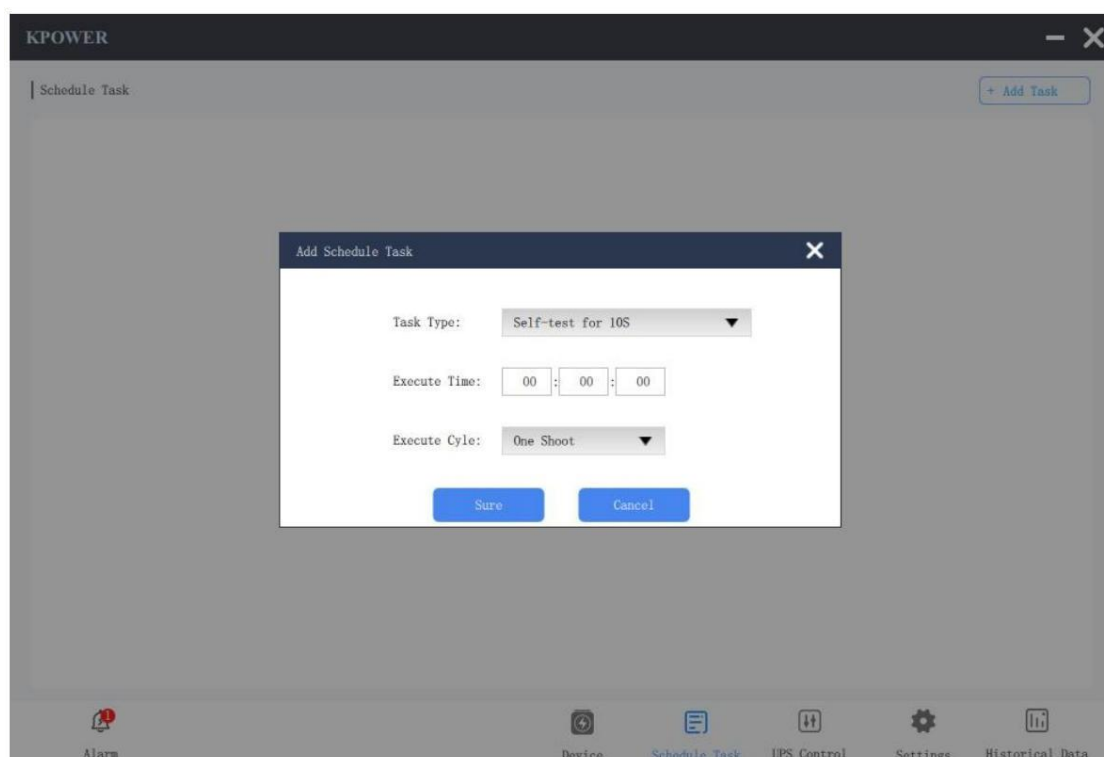 KPOWER
Schedule Task
+ Add Task
Add Schedule Task
Task Type: Self-test for 10S
Execute Time: 00 : 00 : 00
Execute Cyle: One Shoot
Sure Cancel
1
Alarm Device Schedule Task UPS Control Settings Historical Data